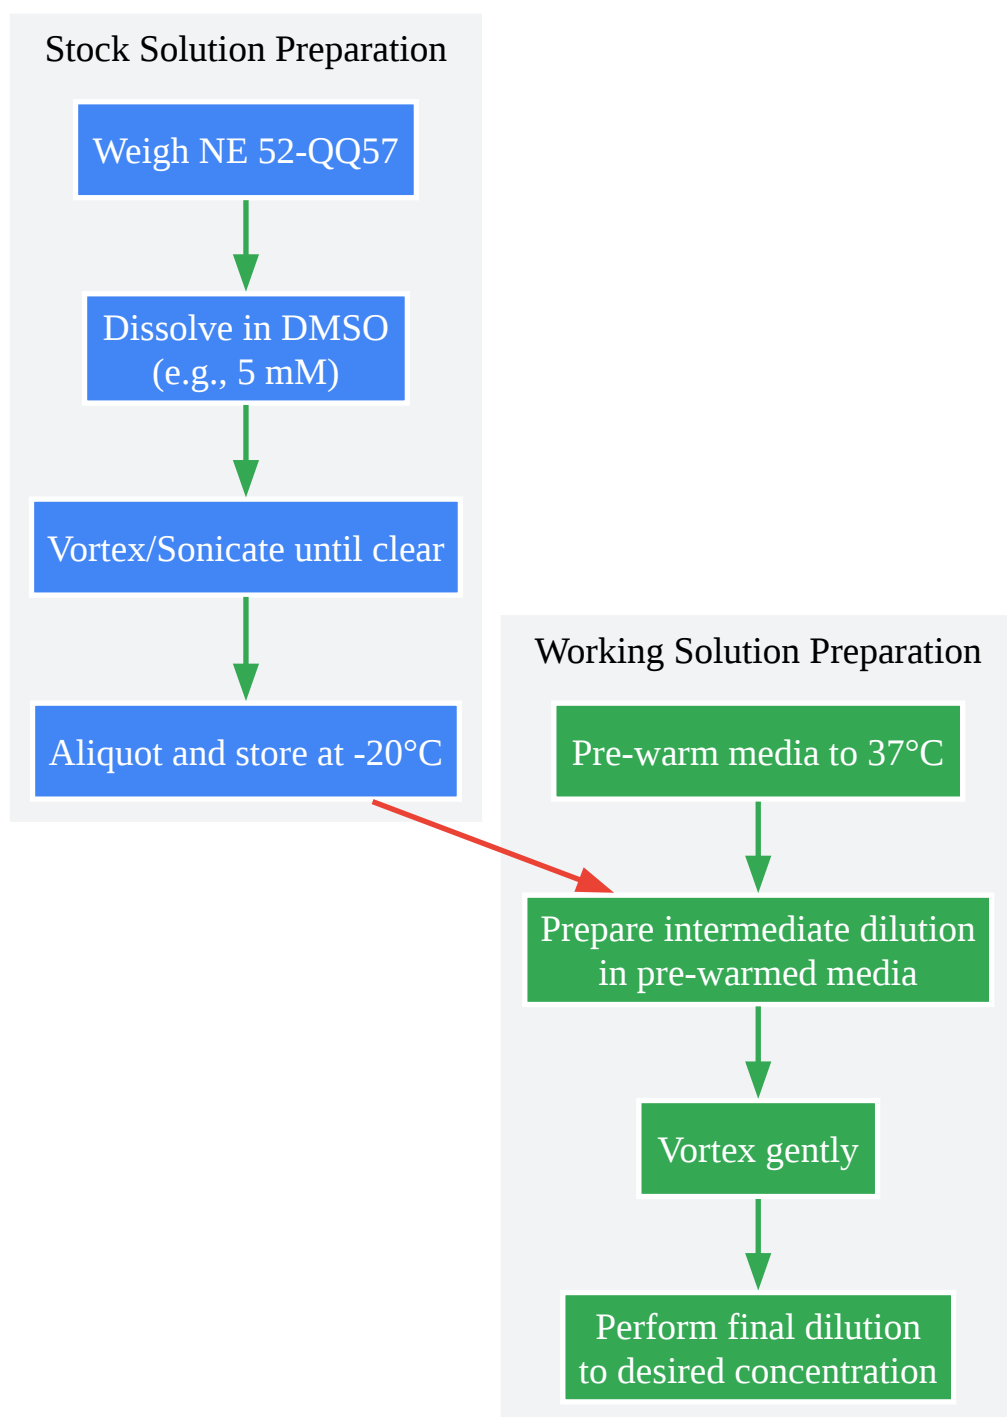 Stock Solution Preparation
Weigh NE 52-QQ57
Dissolve in DMSO
(e.g., 5 mM)
Vortex/Sonicate until clear
Aliquot and store at -20°C
Working Solution Preparation
Pre-warm media to 37°C
Prepare intermediate dilution
in pre-warmed media
Vortex gently
Perform final dilution
to desired concentration